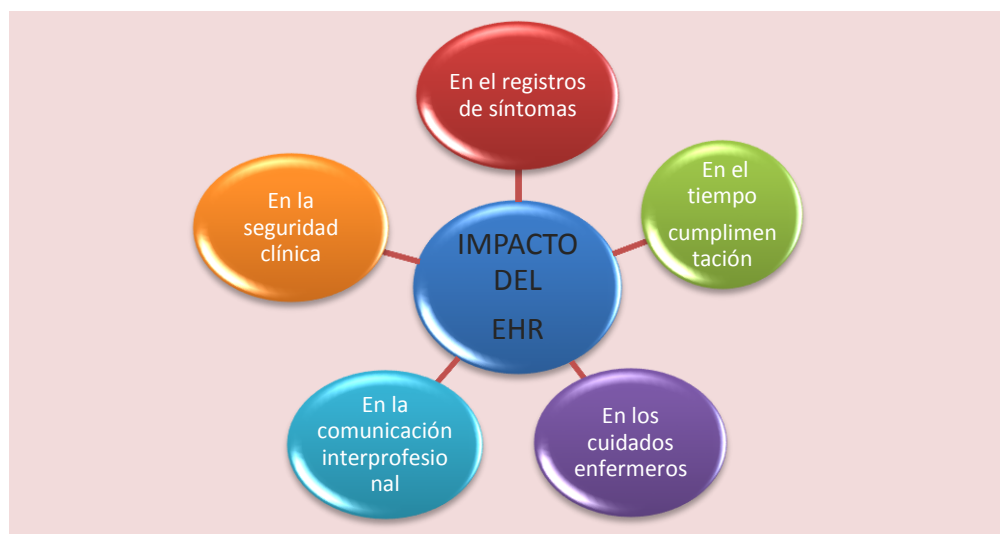 En el registros
de síntomas
En el
tiempo
cumplimen
tación
En los
cuidados
enfermeros
En la
comunicación
interprofesio
nal
En la
seguridad
clínica
IMPACTO
DEL
EHR